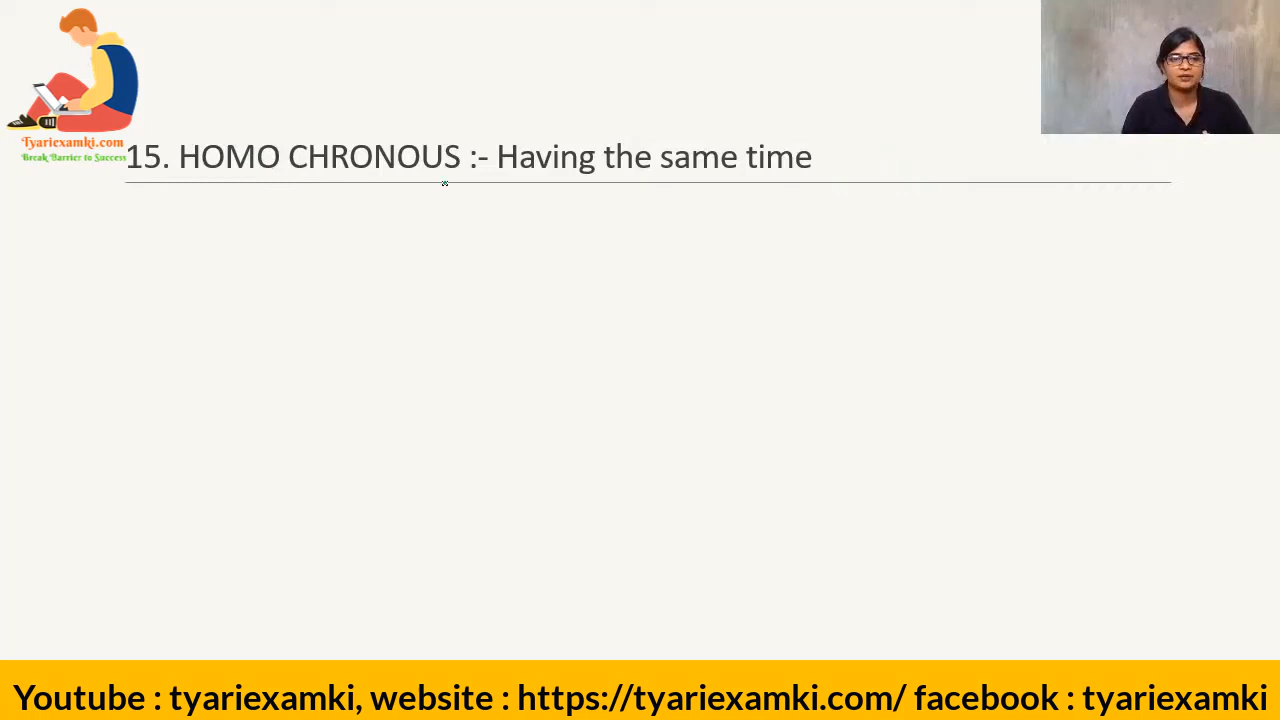 Tyariexamki.com
Break Barrier to Success
15. HOMO CHRONOUS :- Having the same time
Youtube : tyariexamki, website : https://tyariexamki.com/ facebook : tyariexamki